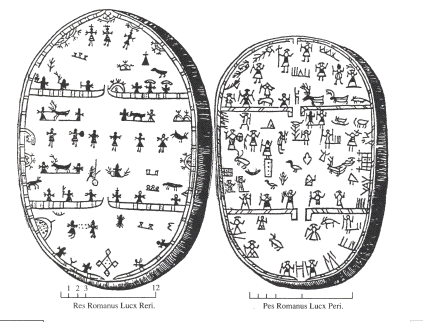 1 2 3 12
Res Romanus Lucx Reri.
Pes Romanus Lucx Peri.